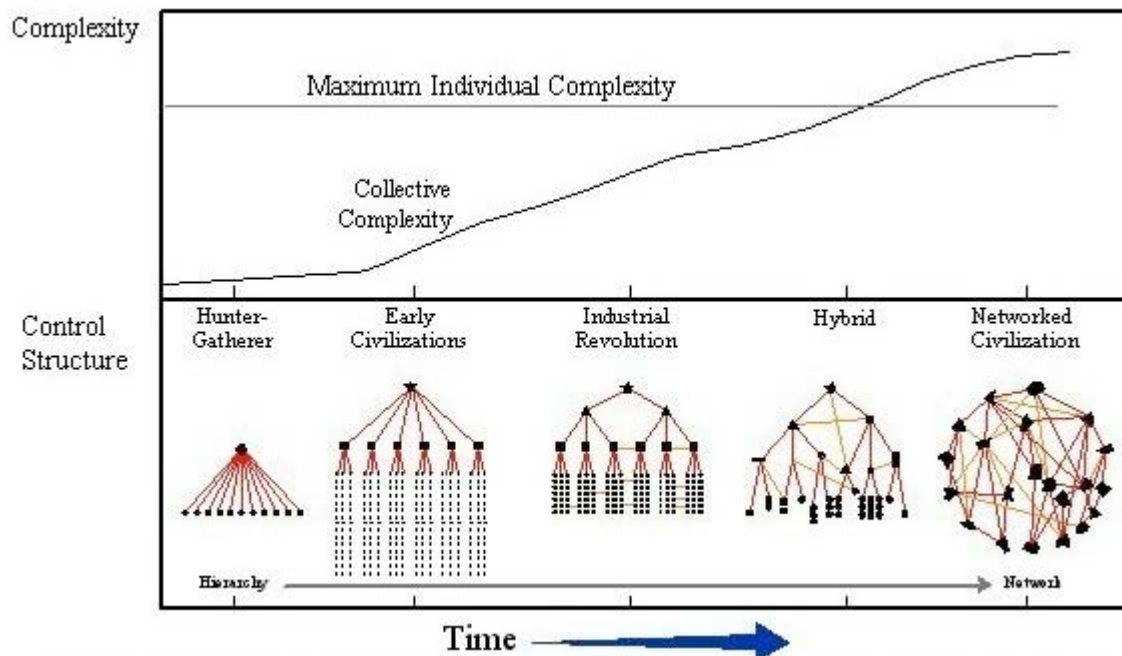 Complexity
Maximum Individual Complexity
Collective
Complexity
Control
Structure
Hunter-
Gatherer
Early
Civilizations
Industrial
Revolution
Hybrid
Networked
Civilization
Hierarchy
Network
Time